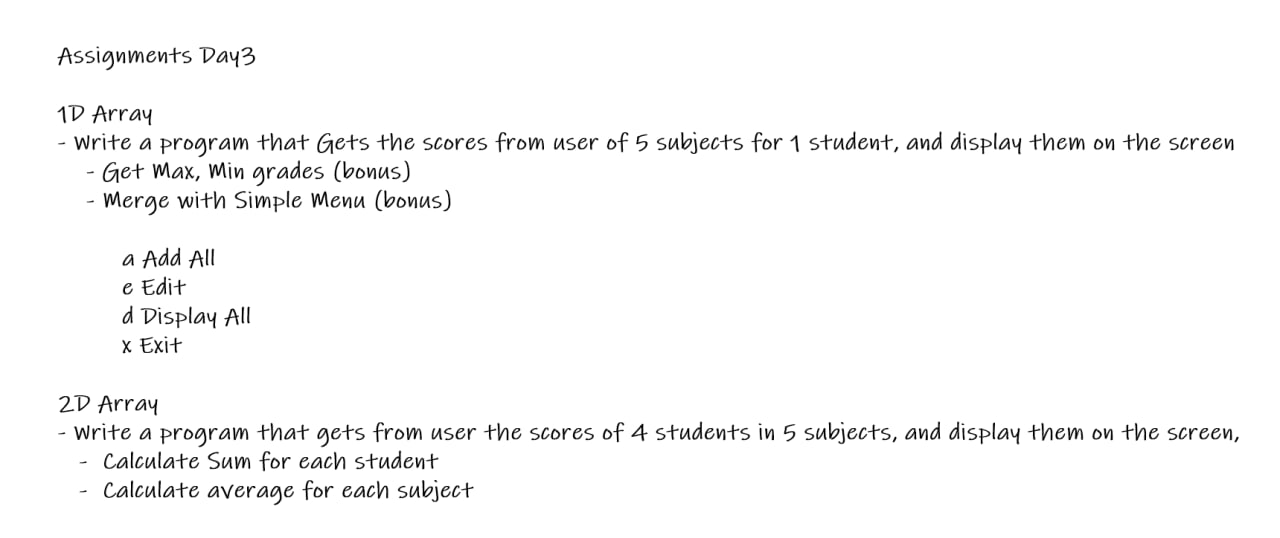 Assignments Day3
1D Array
- Write a program that Gets the scores from user of 5 subjects for 1 student, and display them on the screen
- Get Max, Min grades (bonus)
- Merge with Simple Menu (bonus)
a Add All
e Edit
d Display All
x Exit
2D Array
- Write a program that gets from user the scores of 4 students in 5 subjects, and display them on the screen,
- Calculate Sum for each student
- Calculate average for each subject